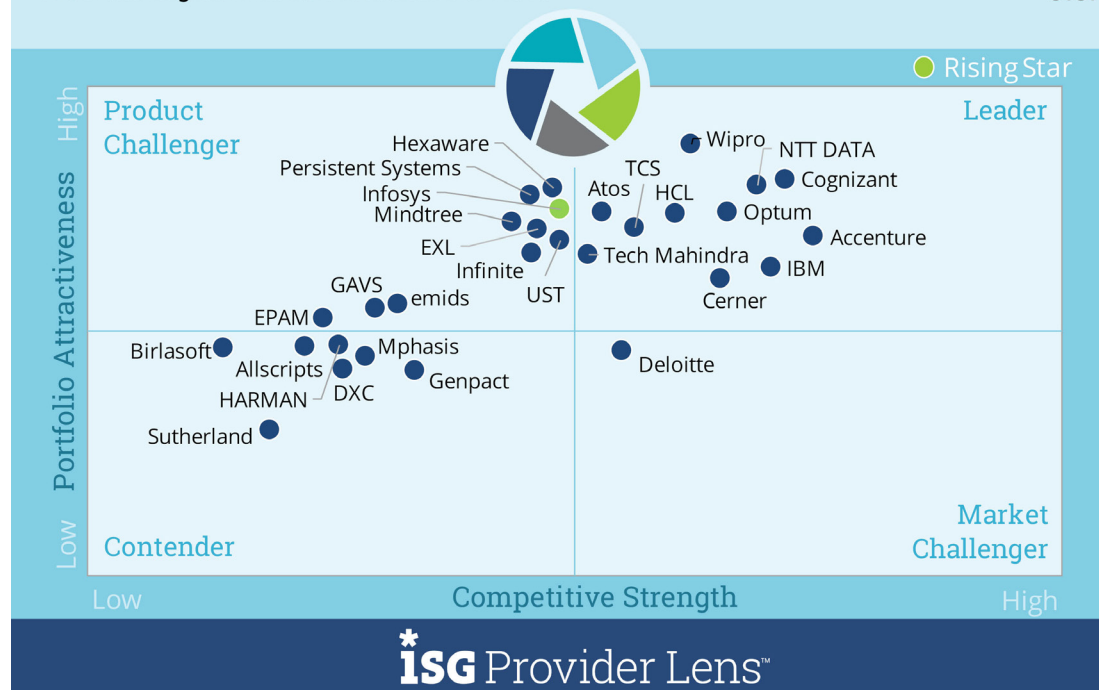 Rising Star
High
Product
Challenger
Leader
Hexaware
Wipro
NTT DATA
Persistent Systems
TCS
Infosys
Atos
HCL
Cognizant
Mindtree
Optum
EXL
Accenture
Infinite
Tech Mahindra
IBM
UST
GAVS
emids
Cerner
EPAM
Birlasoft
Mphasis
Allscripts
Deloitte
HARMAN
DXC
Genpact
Sutherland
Portfolio Attractiveness
Low
Contender
Market
Challenger
Low
Competitive Strength
High
*ISG Provider Lens™